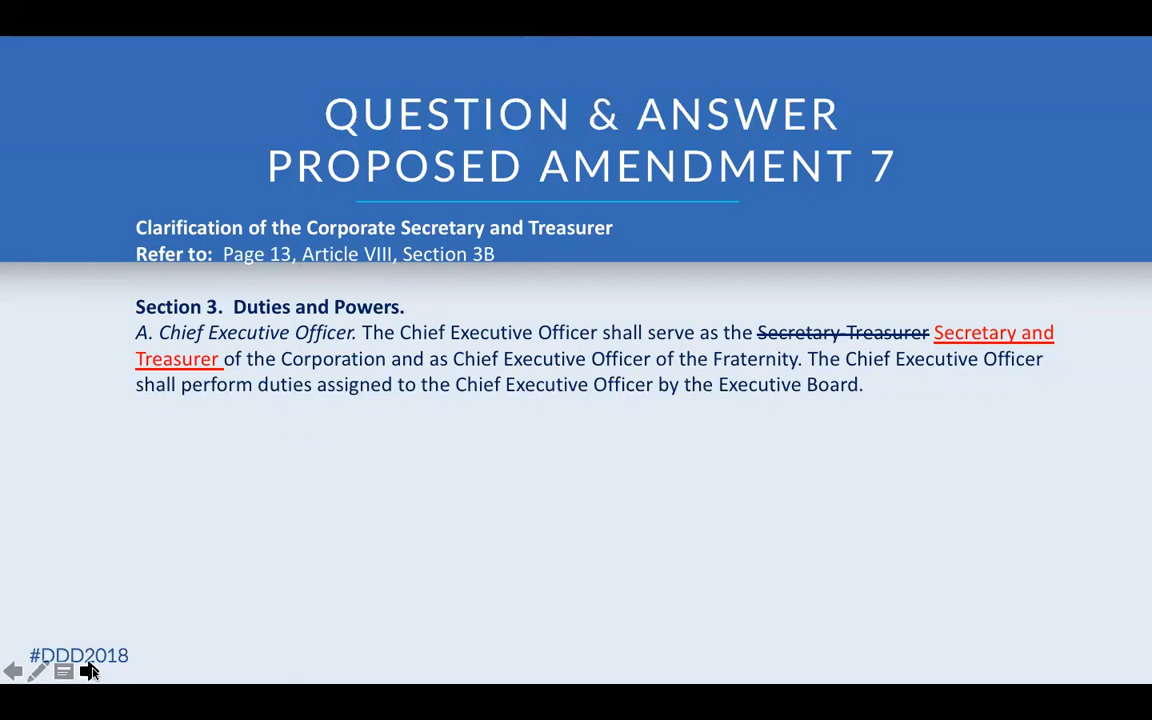 QUESTION & ANSWER
PROPOSED AMENDMENT 7
Clarification of the Corporate Secretary and Treasurer
Refer to: Page 13, Article VIII, Section 3B
Section 3. Duties and Powers.
A. Chief Executive Officer. The Chief Executive Officer shall serve as the Secretary-Treasurer Secretary and
Treasurer of the Corporation and as Chief Executive Officer of the Fraternity. The Chief Executive Officer
shall perform duties assigned to the Chief Executive Officer by the Executive Board.
#DDD2018